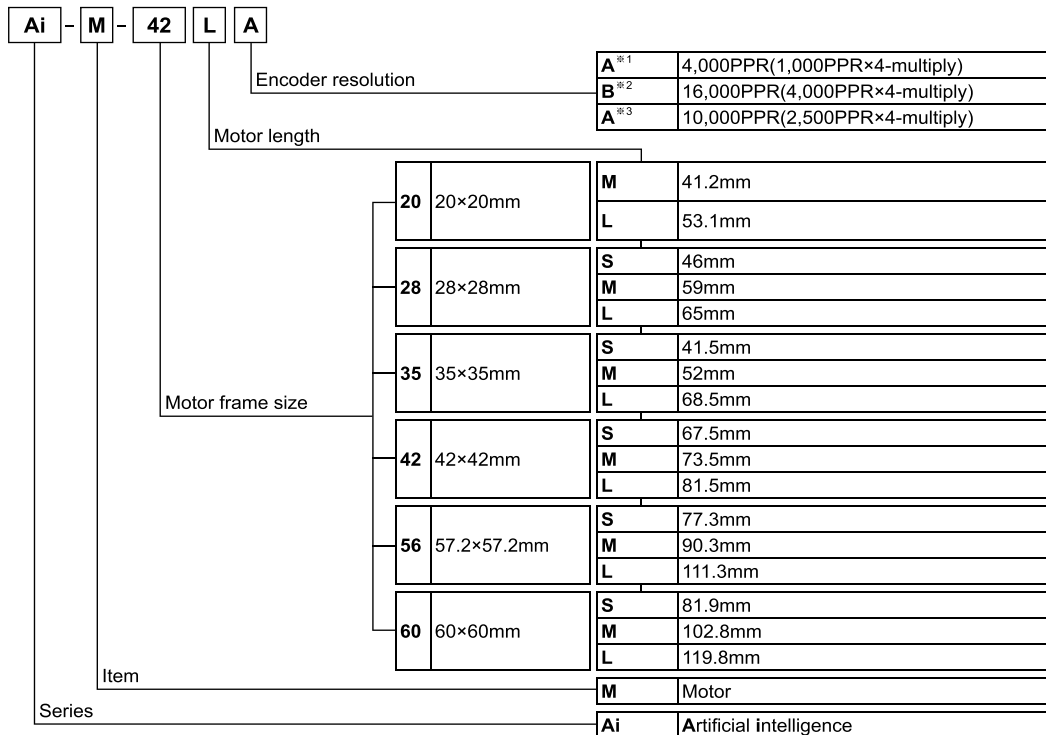 Ai - M - 42 L A
Encoder resolution
A※1 4,000PPR(1,000PPR×4-multiply)
B※2 16,000PPR(4,000PPR×4-multiply)
A※3 10,000PPR(2,500PPR×4-multiply)
Motor length
20 20×20mm
M 41.2mm
L 53.1mm
28 28×28mm
S 46mm
M 59mm
L 65mm
35 35×35mm
S 41.5mm
M 52mm
L 68.5mm
Motor frame size
42 42×42mm
S 67.5mm
M 73.5mm
L 81.5mm
56 57.2×57.2mm
S 77.3mm
M 90.3mm
L 111.3mm
60 60×60mm
S 81.9mm
M 102.8mm
L 119.8mm
Item
M Motor
Series
Ai Artificial intelligence